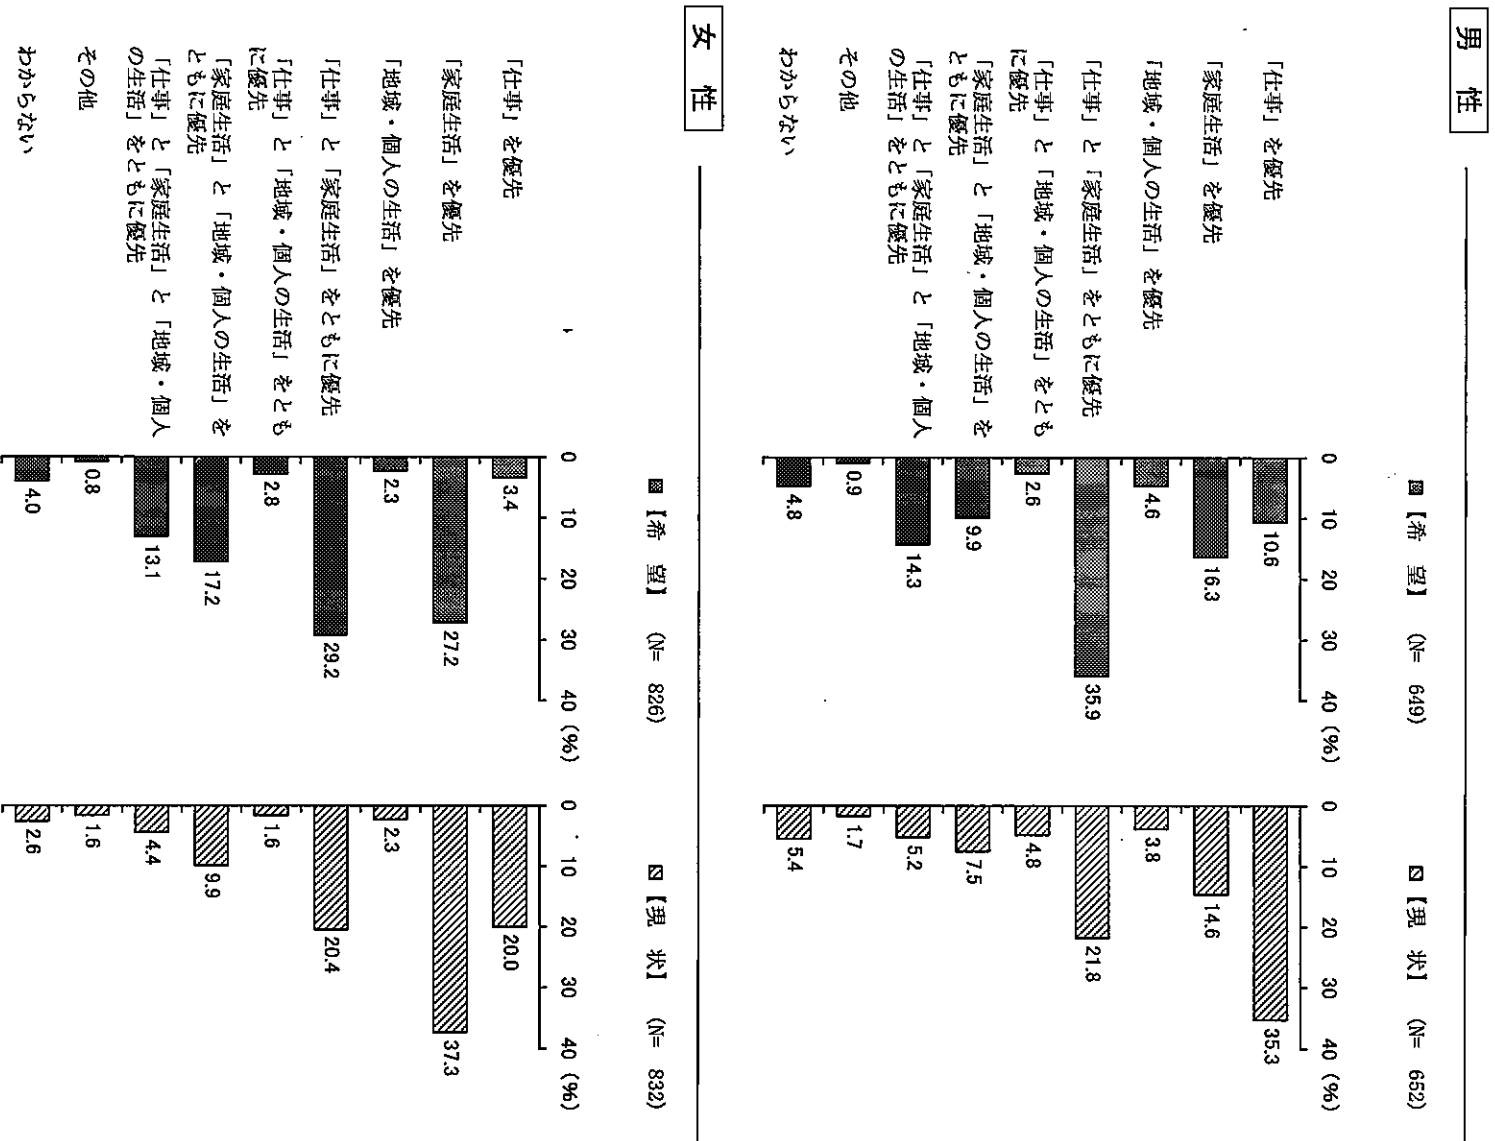 男 性
■【希 望】 (N= 649)
▨【現 状】 (N= 652)
0 10 20 30 40 (%)
0 10 20 30 40 (%)
「仕事」を優先 10.6 35.3
「家庭生活」を優先 16.3 14.6
「地域・個人の生活」を優先 4.6 3.8
「仕事」と「家庭生活」をともに優先 35.9 21.8
「仕事」と「地域・個人の生活」をとも
に優先 2.6 4.8
「家庭生活」と「地域・個人の生活」を
ともに優先 9.9 7.5
「仕事」と「家庭生活」と「地域・個人
の生活」をともに優先 14.3 5.2
その他 0.9 1.7
わからない 4.8 5.4
女 性
■【希 望】 (N= 826)
▨【現 状】 (N= 832)
0 10 20 30 40 (%)
0 10 20 30 40 (%)
「仕事」を優先 3.4 20.0
「家庭生活」を優先 27.2 37.3
「地域・個人の生活」を優先 2.3 2.3
「仕事」と「家庭生活」をともに優先 29.2 20.4
「仕事」と「地域・個人の生活」をとも
に優先 2.8 1.6
「家庭生活」と「地域・個人の生活」を
ともに優先 17.2 9.9
「仕事」と「家庭生活」と「地域・個人
の生活」をともに優先 13.1 4.4
その他 0.8 1.6
わからない 4.0 2.6